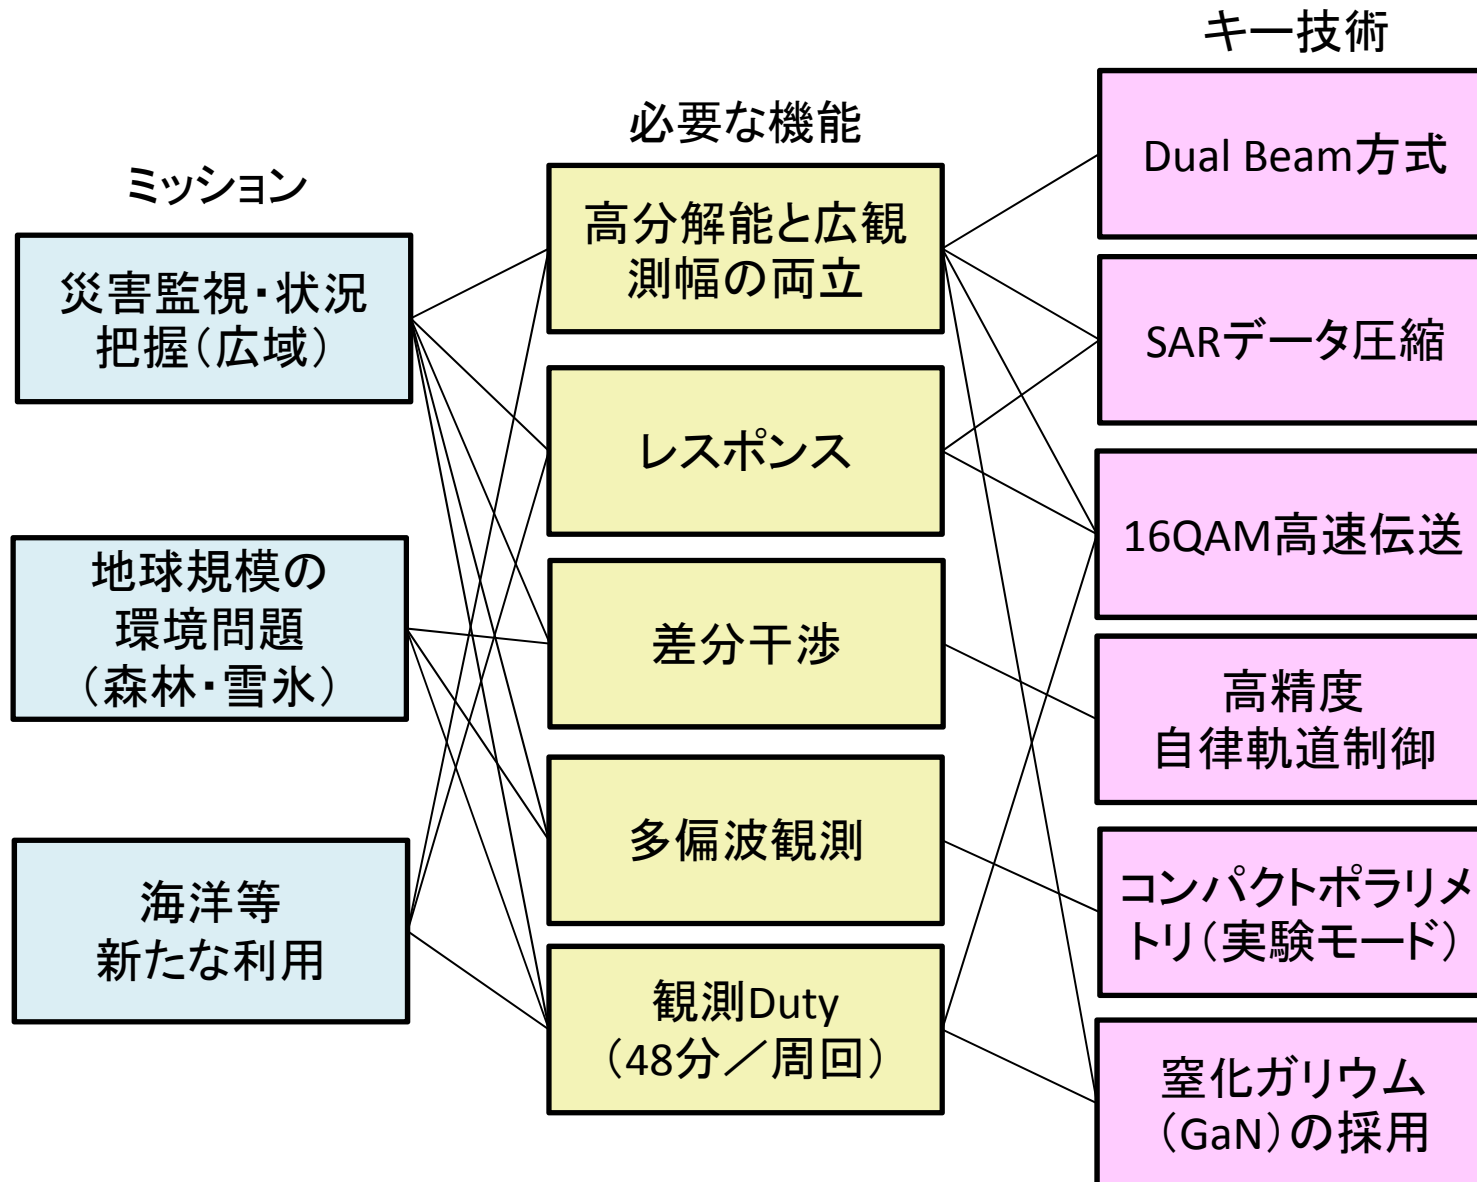 ミッション
災害監視・状況
把握（広域）
地球規模の
環境問題
（森林・雪氷）
海洋等
新たな利用
必要な機能
高分解能と広観
測幅の両立
レスポンス
差分干渉
多偏波観測
観測Duty
（48分／周回）
キー技術
Dual Beam方式
SARデータ圧縮
16QAM高速伝送
高精度
自律軌道制御
コンパクトポラリメ
トリ（実験モード）
窒化ガリウム
（GaN）の採用